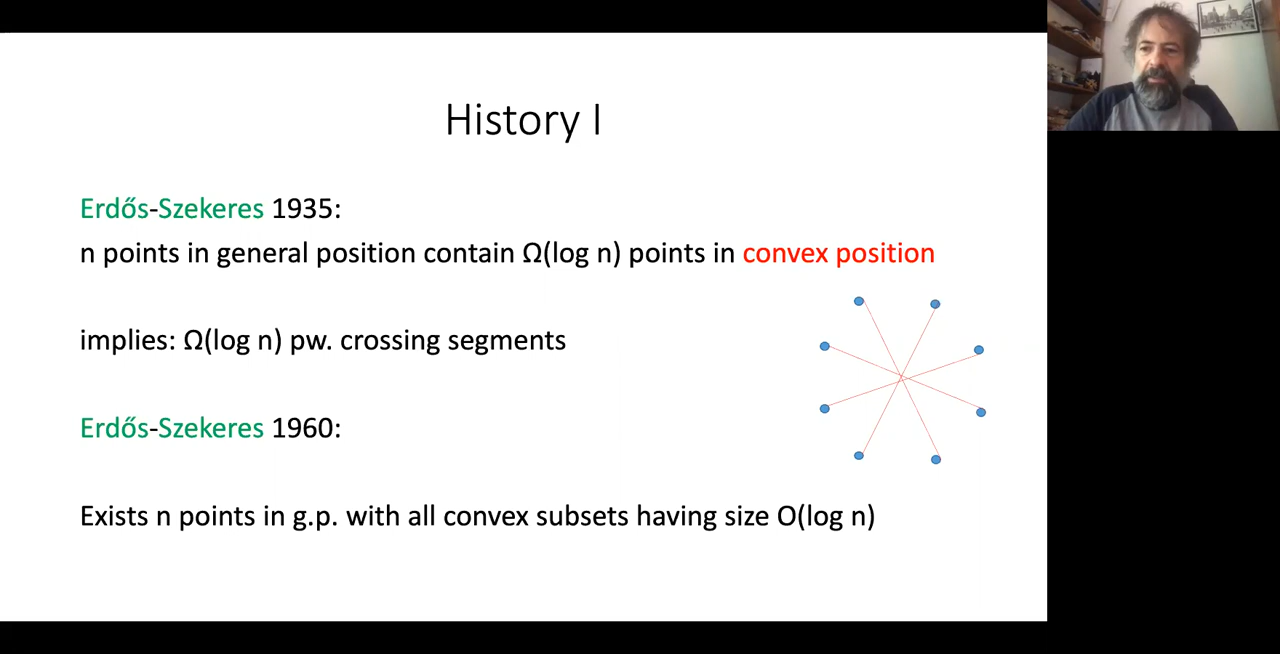 History I
Erdős-Szekeres 1935:
n points in general position contain Ω(log n) points in convex position
implies: Ω(log n) pw. crossing segments
Erdős-Szekeres 1960:
Exists n points in g.p. with all convex subsets having size O(log n)